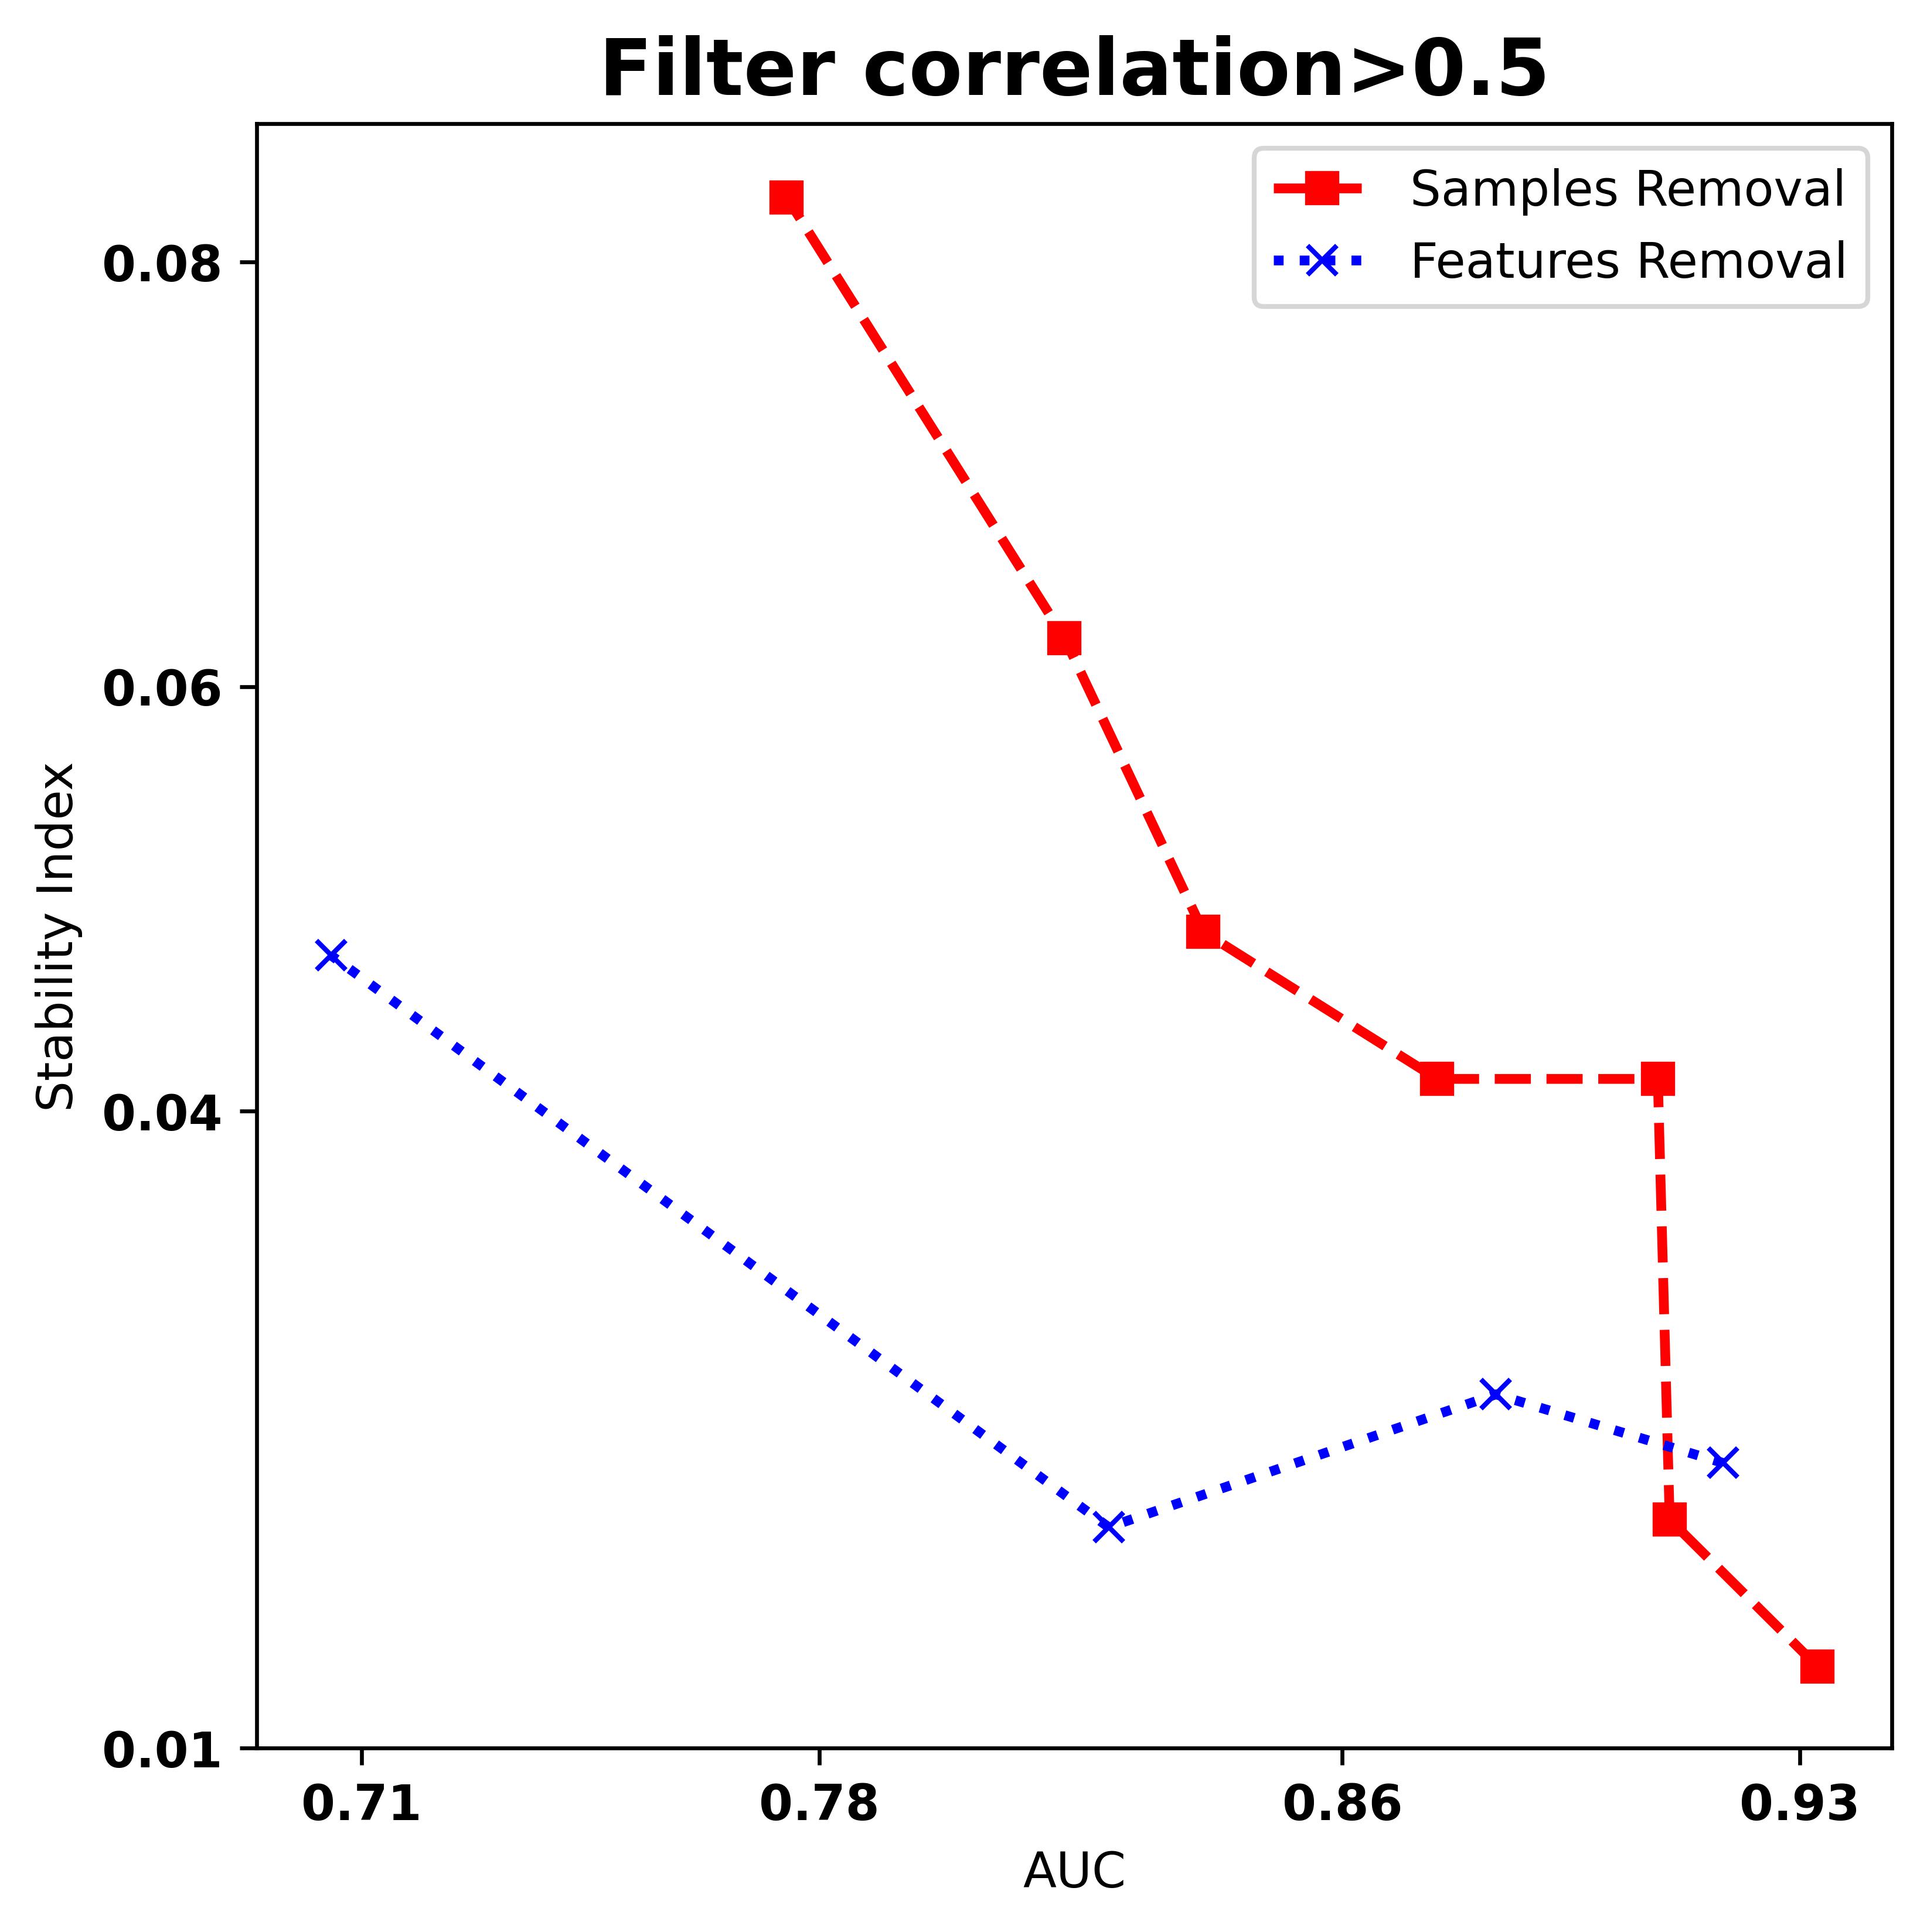 Filter correlation>0.5
Samples Removal
Features Removal
0.08
0.06
0.04
0.01
Stability Index
0.71 0.78 0.86 0.93
AUC